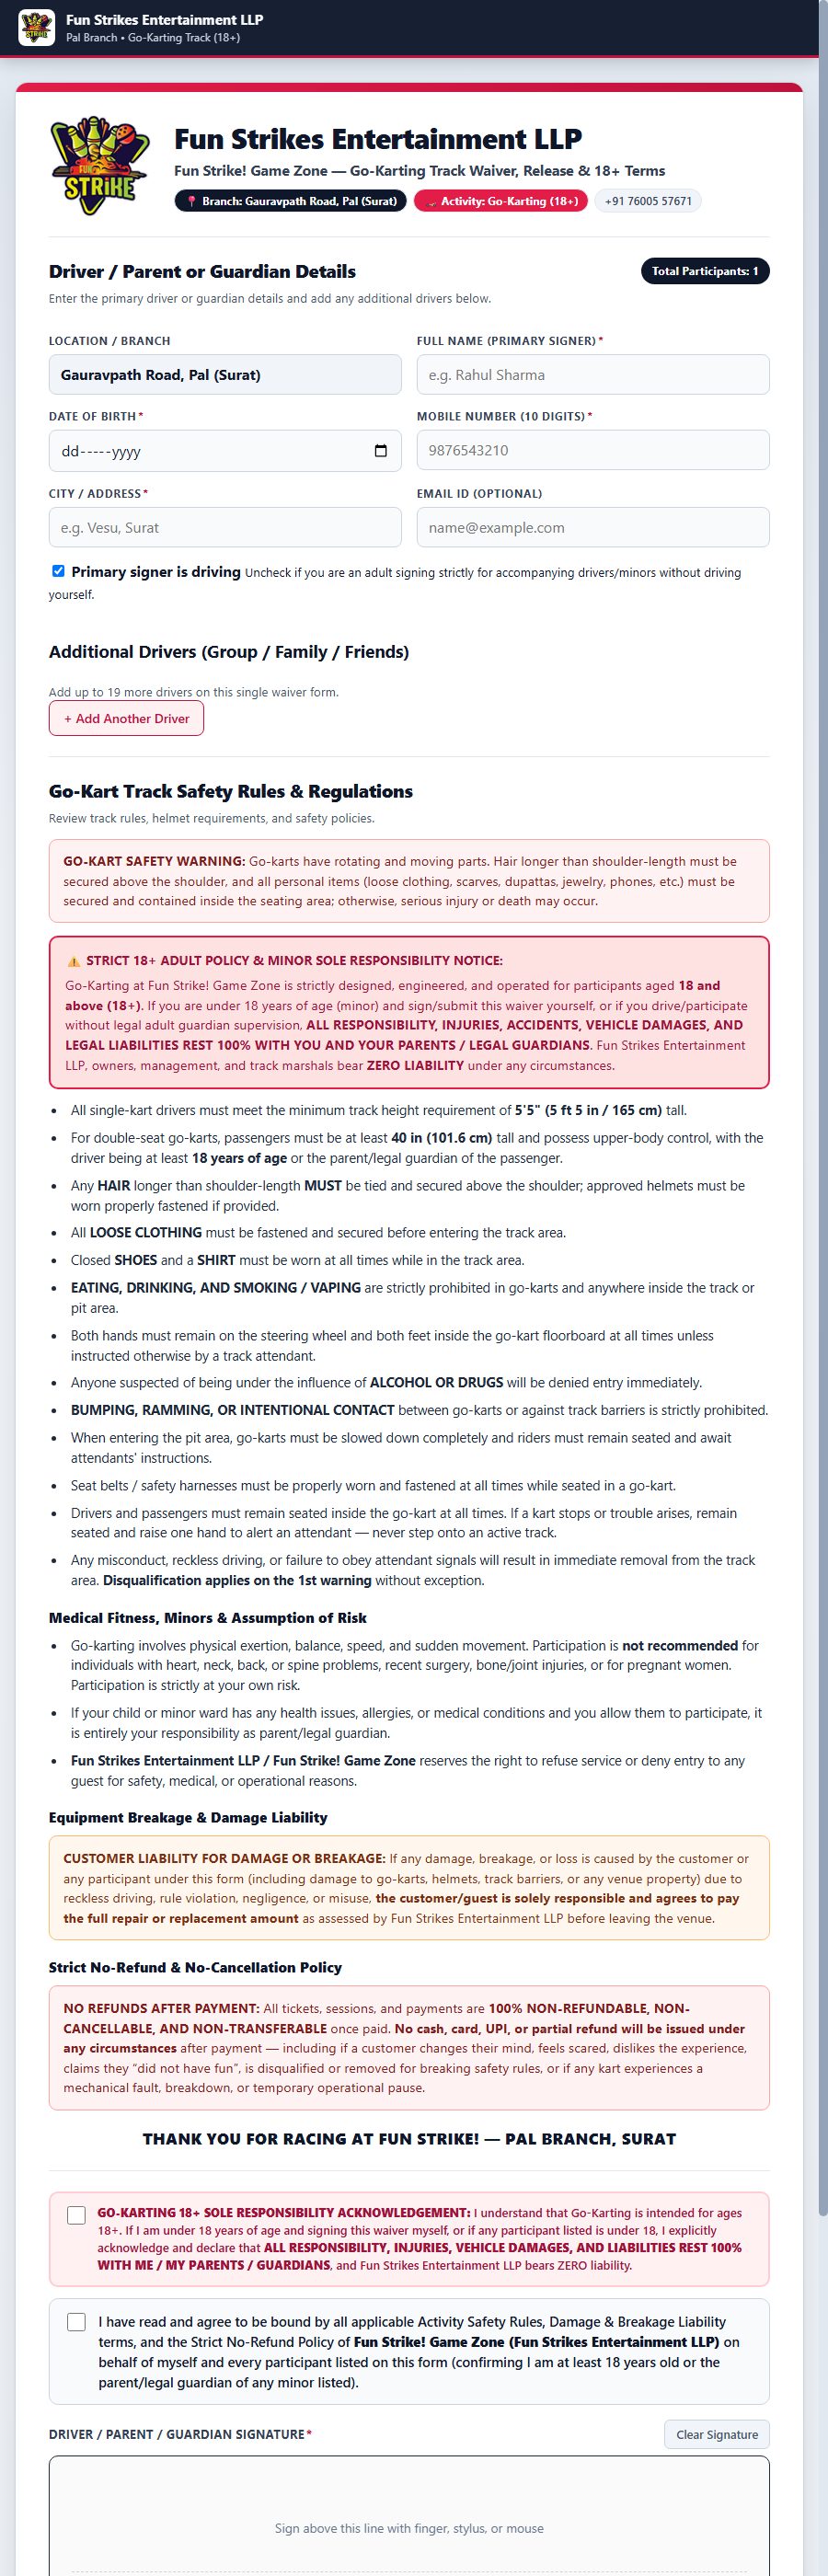 Fun Strikes Entertainment LLP
Pal Branch • Go-Karting Track (18+)
FUN
STRIKE
Fun Strikes Entertainment LLP
Fun Strike! Game Zone — Go-Karting Track Waiver, Release & 18+ Terms
Branch: Gauravpath Road, Pal (Surat)
Activity: Go-Karting (18+)
+91 76005 57671
Driver / Parent or Guardian Details
Total Participants: 1
Enter the primary driver or guardian details and add any additional drivers below.
LOCATION / BRANCH
FULL NAME (PRIMARY SIGNER) *
Gauravpath Road, Pal (Surat)
e.g. Rahul Sharma
DATE OF BIRTH *
MOBILE NUMBER (10 DIGITS) *
dd-----yyyy
9876543210
CITY / ADDRESS *
EMAIL ID (OPTIONAL)
e.g. Vesu, Surat
name@example.com
Primary signer is driving Uncheck if you are an adult signing strictly for accompanying drivers/minors without driving
yourself.
Additional Drivers (Group / Family / Friends)
Add up to 19 more drivers on this single waiver form.
+ Add Another Driver
Go-Kart Track Safety Rules & Regulations
Review track rules, helmet requirements, and safety policies.
GO-KART SAFETY WARNING: Go-karts have rotating and moving parts. Hair longer than shoulder-length must be
secured above the shoulder, and all personal items (loose clothing, scarves, dupattas, jewelry, phones, etc.) must be
secured and contained inside the seating area; otherwise, serious injury or death may occur.
⚠️ STRICT 18+ ADULT POLICY & MINOR SOLE RESPONSIBILITY NOTICE:
Go-Karting at Fun Strike! Game Zone is strictly designed, engineered, and operated for participants aged 18 and
above (18+). If you are under 18 years of age (minor) and sign/submit this waiver yourself, or if you drive/participate
without legal adult guardian supervision, ALL RESPONSIBILITY, INJURIES, ACCIDENTS, VEHICLE DAMAGES, AND
LEGAL LIABILITIES REST 100% WITH YOU AND YOUR PARENTS / LEGAL GUARDIANS. Fun Strikes Entertainment
LLP, owners, management, and track marshals bear ZERO LIABILITY under any circumstances.
• All single-kart drivers must meet the minimum track height requirement of 5'5" (5 ft 5 in / 165 cm) tall.
• For double-seat go-karts, passengers must be at least 40 in (101.6 cm) tall and possess upper-body control, with the
driver being at least 18 years of age or the parent/legal guardian of the passenger.
• Any HAIR longer than shoulder-length MUST be tied and secured above the shoulder; approved helmets must be
worn properly fastened if provided.
• All LOOSE CLOTHING must be fastened and secured before entering the track area.
• Closed SHOES and a SHIRT must be worn at all times while in the track area.
• EATING, DRINKING, AND SMOKING / VAPING are strictly prohibited in go-karts and anywhere inside the track or
pit area.
• Both hands must remain on the steering wheel and both feet inside the go-kart floorboard at all times unless
instructed otherwise by a track attendant.
• Anyone suspected of being under the influence of ALCOHOL OR DRUGS will be denied entry immediately.
• BUMPING, RAMMING, OR INTENTIONAL CONTACT between go-karts or against track barriers is strictly prohibited.
• When entering the pit area, go-karts must be slowed down completely and riders must remain seated and await
attendants' instructions.
• Seat belts / safety harnesses must be properly worn and fastened at all times while seated in a go-kart.
• Drivers and passengers must remain seated inside the go-kart at all times. If a kart stops or trouble arises, remain
seated and raise one hand to alert an attendant — never step onto an active track.
• Any misconduct, reckless driving, or failure to obey attendant signals will result in immediate removal from the track
area. Disqualification applies on the 1st warning without exception.
Medical Fitness, Minors & Assumption of Risk
• Go-karting involves physical exertion, balance, speed, and sudden movement. Participation is not recommended for
individuals with heart, neck, back, or spine problems, recent surgery, bone/joint injuries, or for pregnant women.
Participation is strictly at your own risk.
• If your child or minor ward has any health issues, allergies, or medical conditions and you allow them to participate, it
is entirely your responsibility as parent/legal guardian.
• Fun Strikes Entertainment LLP / Fun Strike! Game Zone reserves the right to refuse service or deny entry to any
guest for safety, medical, or operational reasons.
Equipment Breakage & Damage Liability
CUSTOMER LIABILITY FOR DAMAGE OR BREAKAGE: If any damage, breakage, or loss is caused by the customer or
any participant under this form (including damage to go-karts, helmets, track barriers, or any venue property) due to
reckless driving, rule violation, negligence, or misuse, the customer/guest is solely responsible and agrees to pay
the full repair or replacement amount as assessed by Fun Strikes Entertainment LLP before leaving the venue.
Strict No-Refund & No-Cancellation Policy
NO REFUNDS AFTER PAYMENT: All tickets, sessions, and payments are 100% NON-REFUNDABLE, NON-
CANCELLABLE, AND NON-TRANSFERABLE once paid. No cash, card, UPI, or partial refund will be issued under
any circumstances after payment — including if a customer changes their mind, feels scared, dislikes the experience,
claims they “did not have fun”, is disqualified or removed for breaking safety rules, or if any kart experiences a
mechanical fault, breakdown, or temporary operational pause.
THANK YOU FOR RACING AT FUN STRIKE! — PAL BRANCH, SURAT
GO-KARTING 18+ SOLE RESPONSIBILITY ACKNOWLEDGEMENT: I understand that Go-Karting is intended for ages
18+. If I am under 18 years of age and signing this waiver myself, or if any participant listed is under 18, I explicitly
acknowledge and declare that ALL RESPONSIBILITY, INJURIES, VEHICLE DAMAGES, AND LIABILITIES REST 100%
WITH ME / MY PARENTS / GUARDIANS, and Fun Strikes Entertainment LLP bears ZERO liability.
I have read and agree to be bound by all applicable Activity Safety Rules, Damage & Breakage Liability
terms, and the Strict No-Refund Policy of Fun Strike! Game Zone (Fun Strikes Entertainment LLP) on
behalf of myself and every participant listed on this form (confirming I am at least 18 years old or the
parent/legal guardian of any minor listed).
DRIVER / PARENT / GUARDIAN SIGNATURE *
Clear Signature
Sign above this line with finger, stylus, or mouse